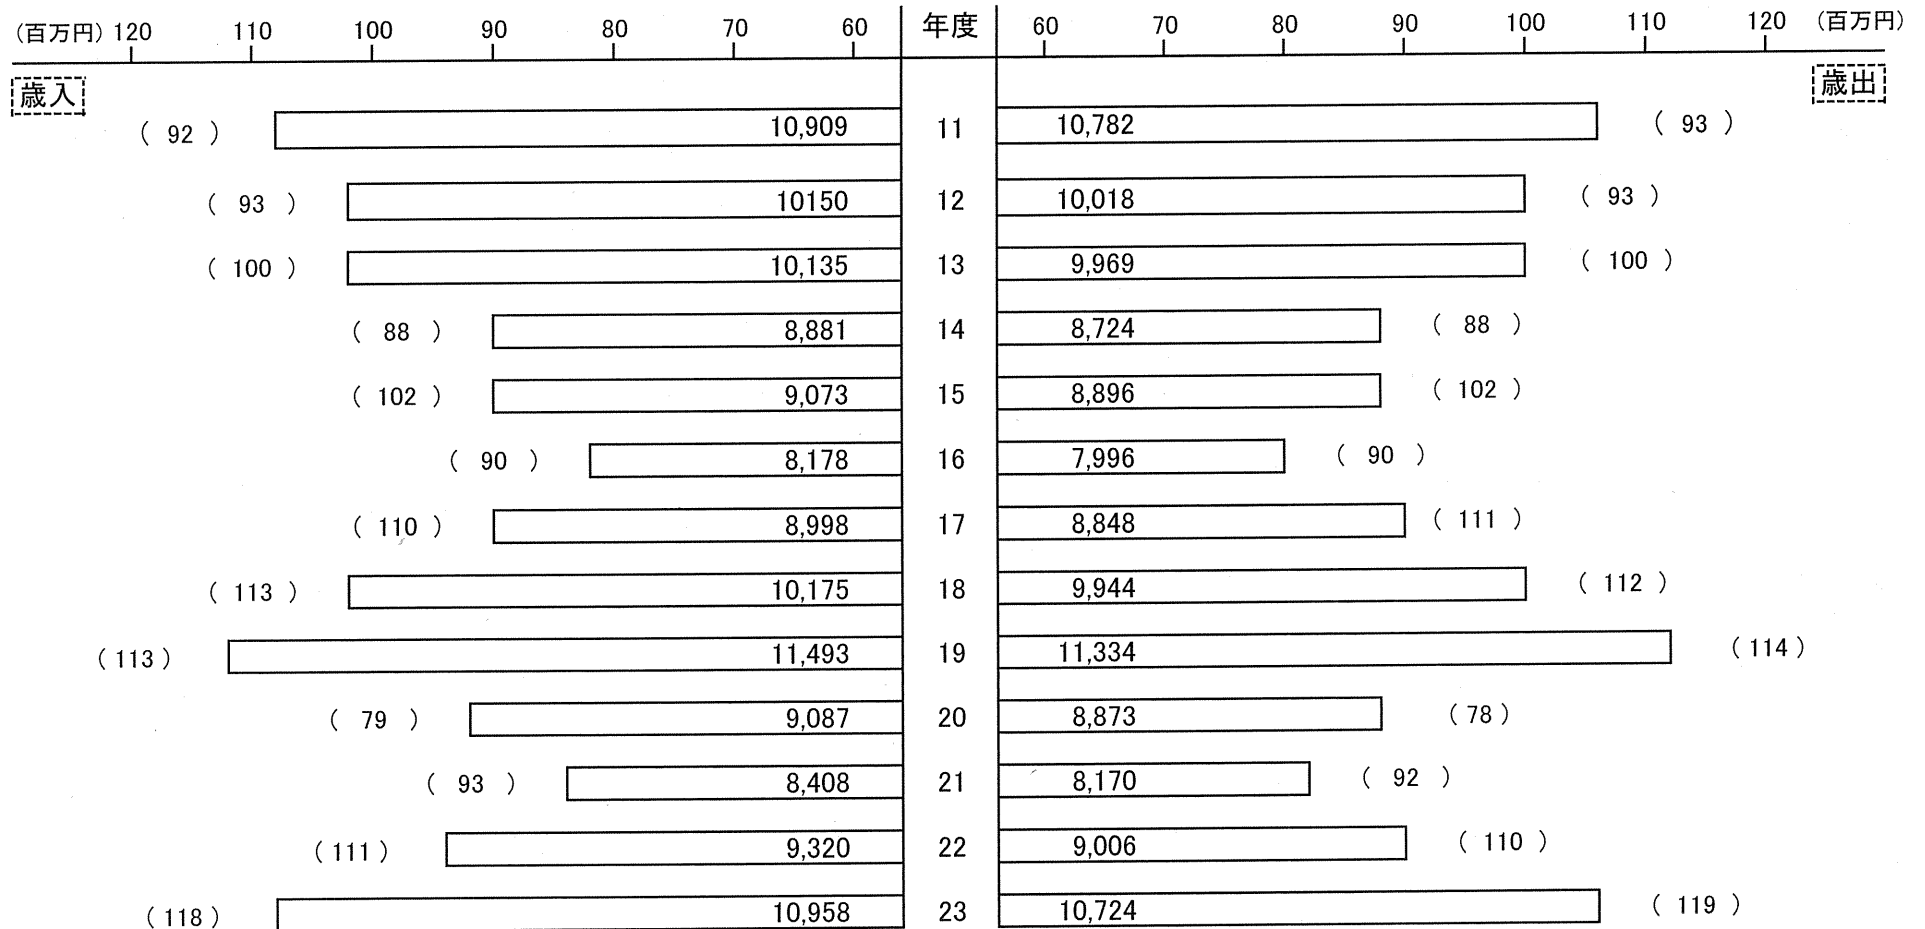 (百万円) 120 110 100 90 80 70 60 年度 60 70 80 90 100 110 120 (百万円)
歳入 歳出
( 92 ) 10,909 11 10,782 ( 93 )
( 93 ) 10150 12 10,018 ( 93 )
( 100 ) 10,135 13 9,969 ( 100 )
( 88 ) 8,881 14 8,724 ( 88 )
( 102 ) 9,073 15 8,896 ( 102 )
( 90 ) 8,178 16 7,996 ( 90 )
( 110 ) 8,998 17 8,848 ( 111 )
( 113 ) 10,175 18 9,944 ( 112 )
( 113 ) 11,493 19 11,334 ( 114 )
( 79 ) 9,087 20 8,873 ( 78 )
( 93 ) 8,408 21 8,170 ( 92 )
( 111 ) 9,320 22 9,006 ( 110 )
( 118 ) 10,958 23 10,724 ( 119 )